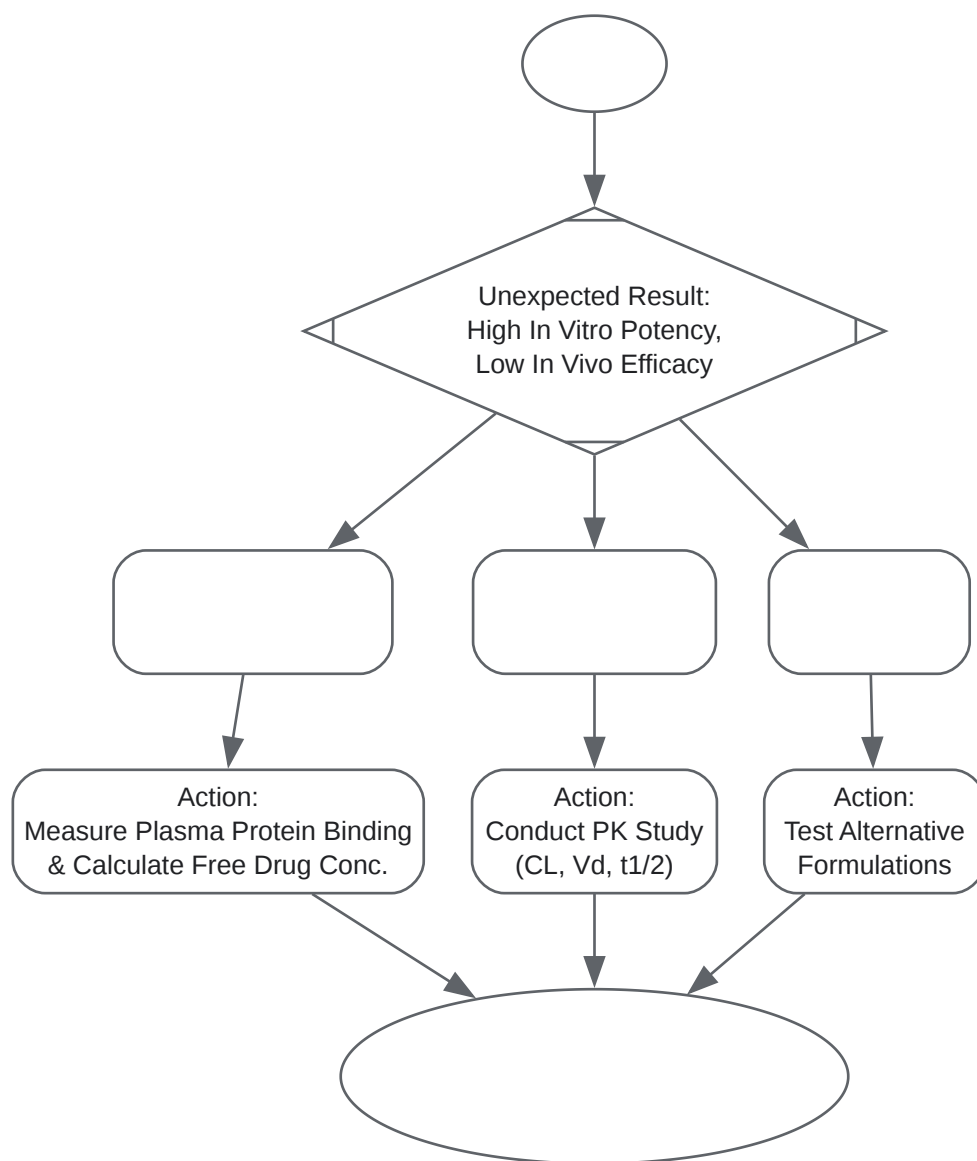 Unexpected Result:
High In Vitro Potency,
Low In Vivo Efficacy
Action:
Measure Plasma Protein Binding
& Calculate Free Drug Conc.
Action:
Conduct PK Study
(CL, Vd, t1/2)
Action:
Test Alternative
Formulations